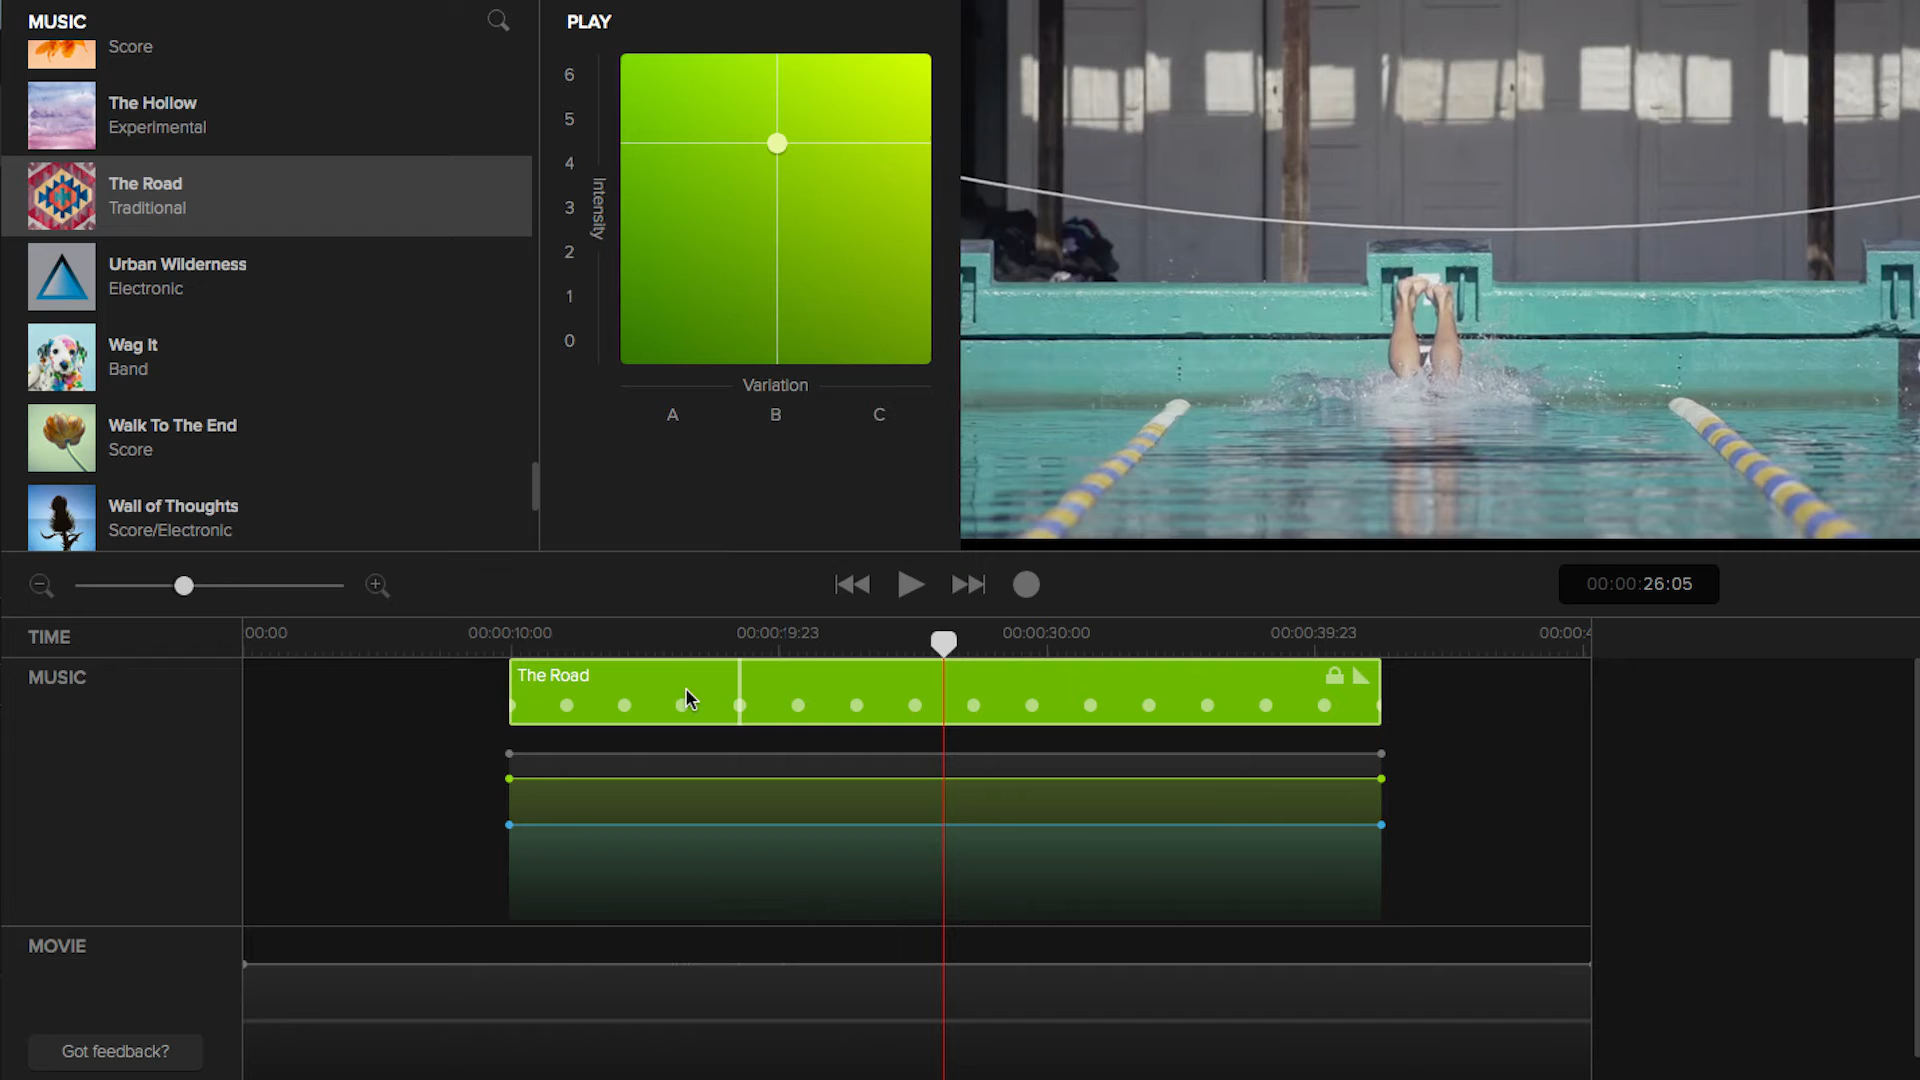 MUSIC
Score
The Hollow
Experimental
The Road
Traditional
Urban Wilderness
Electronic
Wag It
Band
Walk To The End
Score
Wall of Thoughts
Score/Electronic
PLAY
6
5
4
3
2
1
0
Intensity
Variation
A B C
00:00:26:05
TIME
00:00 00:00:10:00 00:00:19:23 00:00:30:00 00:00:39:23 00:00:4
MUSIC
The Road
MOVIE
Got feedback?